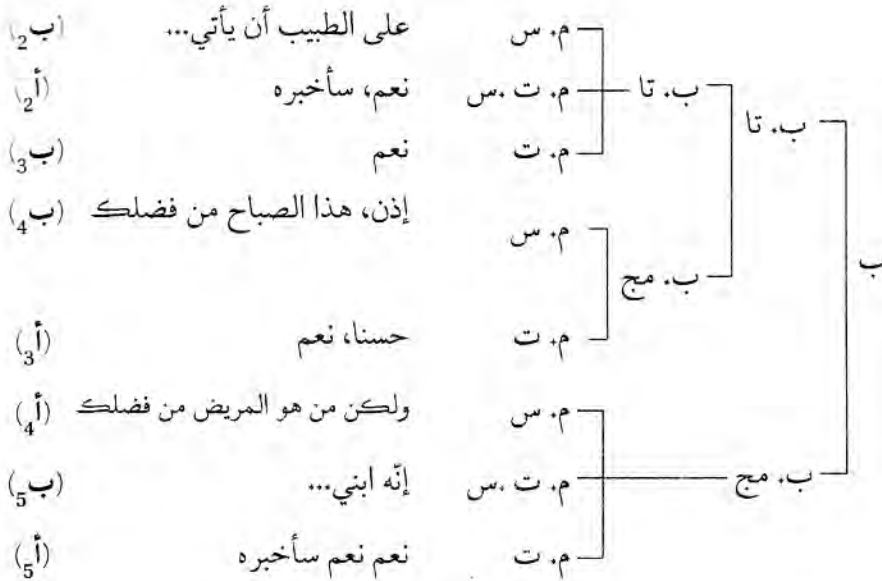 م. س على الطبيب أن يأتي... (ب2)
ب. تا م. ت .س نعم، سأخبره (أ2)
ب. تا
م. ت نعم (ب3)
م. س إذن، هذا الصباح من فضلك (ب4)
ب
ب. مج
م. ت حسنا، نعم (أ3)
م. س ولكن من هو المريض من فضلك (أ4)
ب. مج م. ت .س إنّه ابني... (ب5)
م. ت نعم نعم سأخبره (أ5)